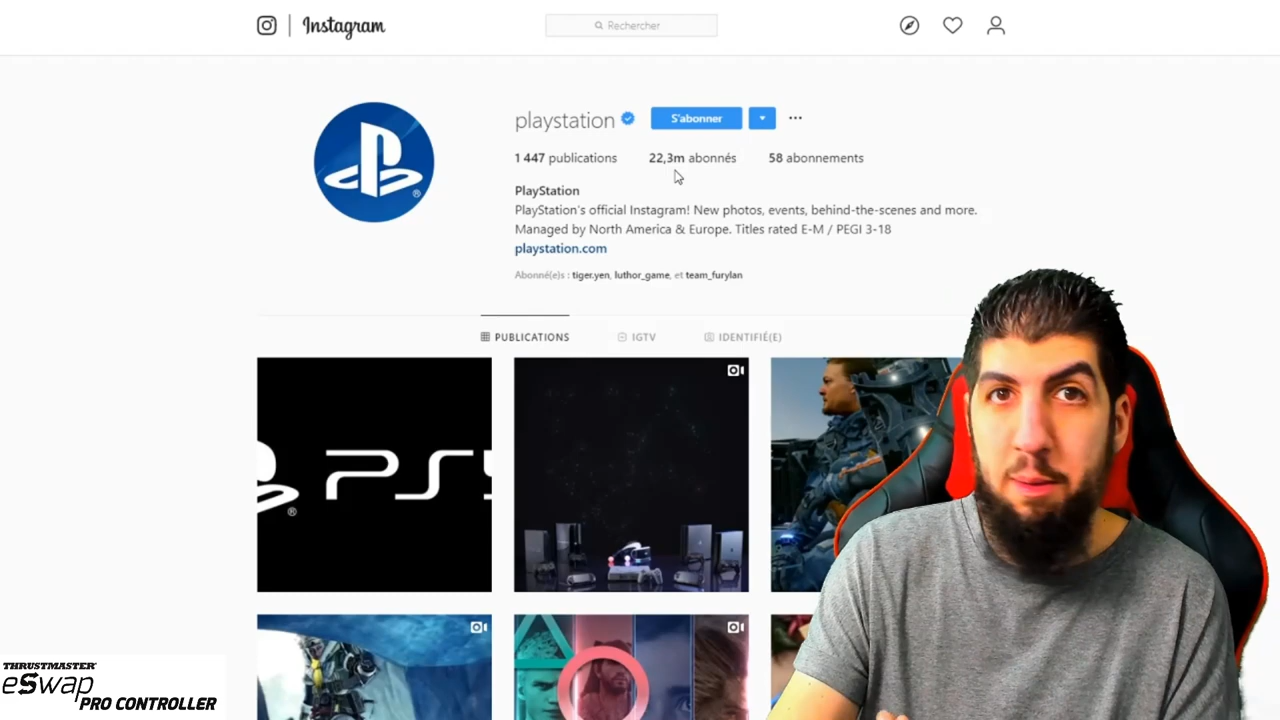 Instagram
Rechercher
playstation
S'abonner
1 447 publications 22,3m abonnés 58 abonnements
PlayStation
PlayStation's official Instagram! New photos, events, behind-the-scenes and more.
Managed by North America & Europe. Titles rated E-M / PEGI 3-18
playstation.com
Abonné(e)s : tiger.yen, luthor_game, et team_furylan
PUBLICATIONS IGTV IDENTIFIÉ(E)
PS5
®
THRUSTMASTER
eSwap
PRO CONTROLLER